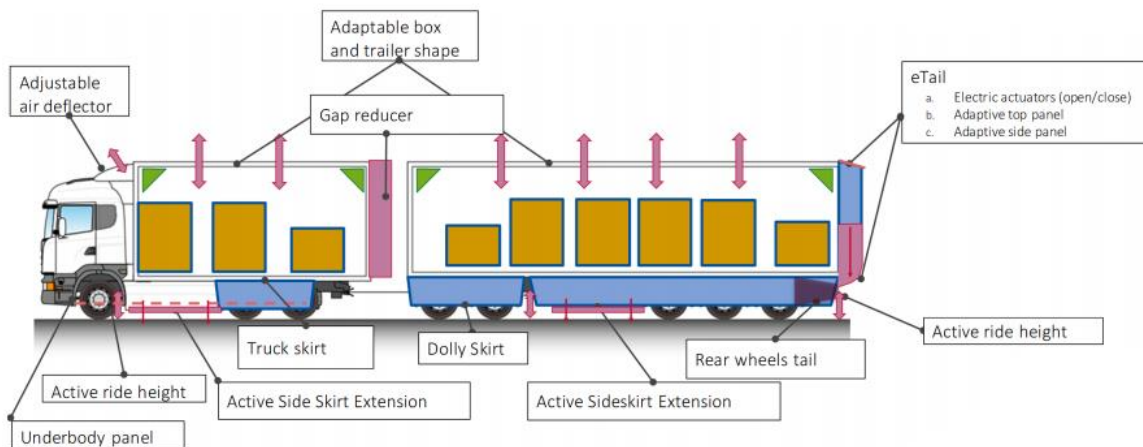 Adaptable box
and trailer shape
Adjustable
air deflector
Gap reducer
eTail
a. Electric actuators (open/close)
b. Adaptive top panel
c. Adaptive side panel
Truck skirt
Dolly Skirt
Rear wheels tail
Active ride height
Active ride height
Active Side Skirt Extension
Active Sideskirt Extension
Underbody panel